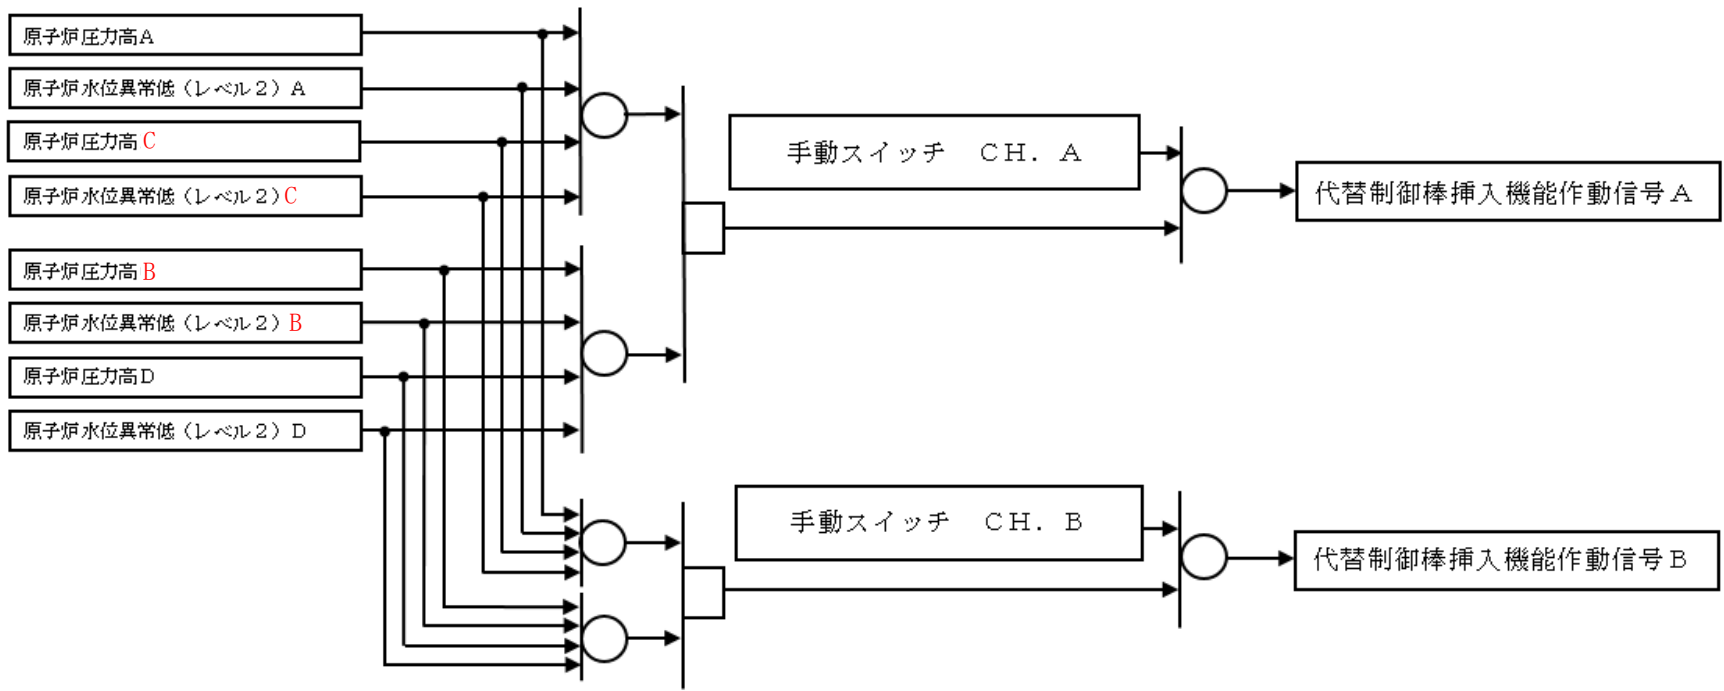 原子炉圧力高A
原子炉水位異常低（レベル２）A
原子炉圧力高C
原子炉水位異常低（レベル２）C
原子炉圧力高B
原子炉水位異常低（レベル２）B
原子炉圧力高D
原子炉水位異常低（レベル２）D
手動スイッチ　ＣＨ．Ａ
代替制御棒挿入機能作動信号Ａ
手動スイッチ　ＣＨ．Ｂ
代替制御棒挿入機能作動信号Ｂ